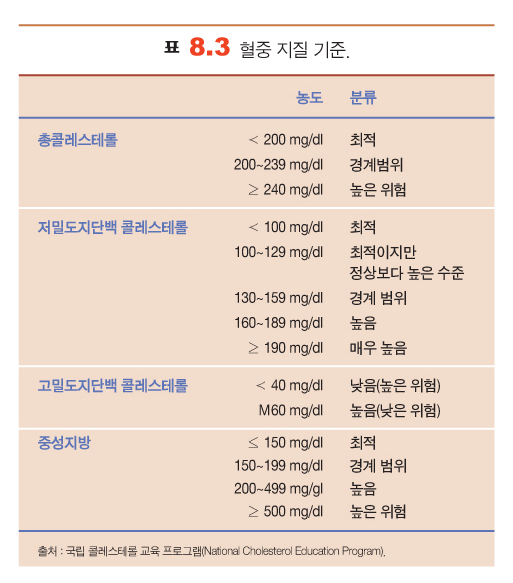 표 8.3 혈중 지질 기준.
농도 분류
총콜레스테롤 < 200 mg/dl 최적
200~239 mg/dl 경계범위
≥ 240 mg/dl 높은 위험
저밀도지단백 콜레스테롤 < 100 mg/dl 최적
100~129 mg/dl 최적이지만
정상보다 높은 수준
130~159 mg/dl 경계 범위
160~189 mg/dl 높음
≥ 190 mg/dl 매우 높음
고밀도지단백 콜레스테롤 < 40 mg/dl 낮음(높은 위험)
M60 mg/dl 높음(낮은 위험)
중성지방 ≤ 150 mg/dl 최적
150~199 mg/dl 경계 범위
200~499 mg/gl 높음
≥ 500 mg/dl 높은 위험
출처 : 국립 콜레스테롤 교육 프로그램(National Cholesterol Education Program).